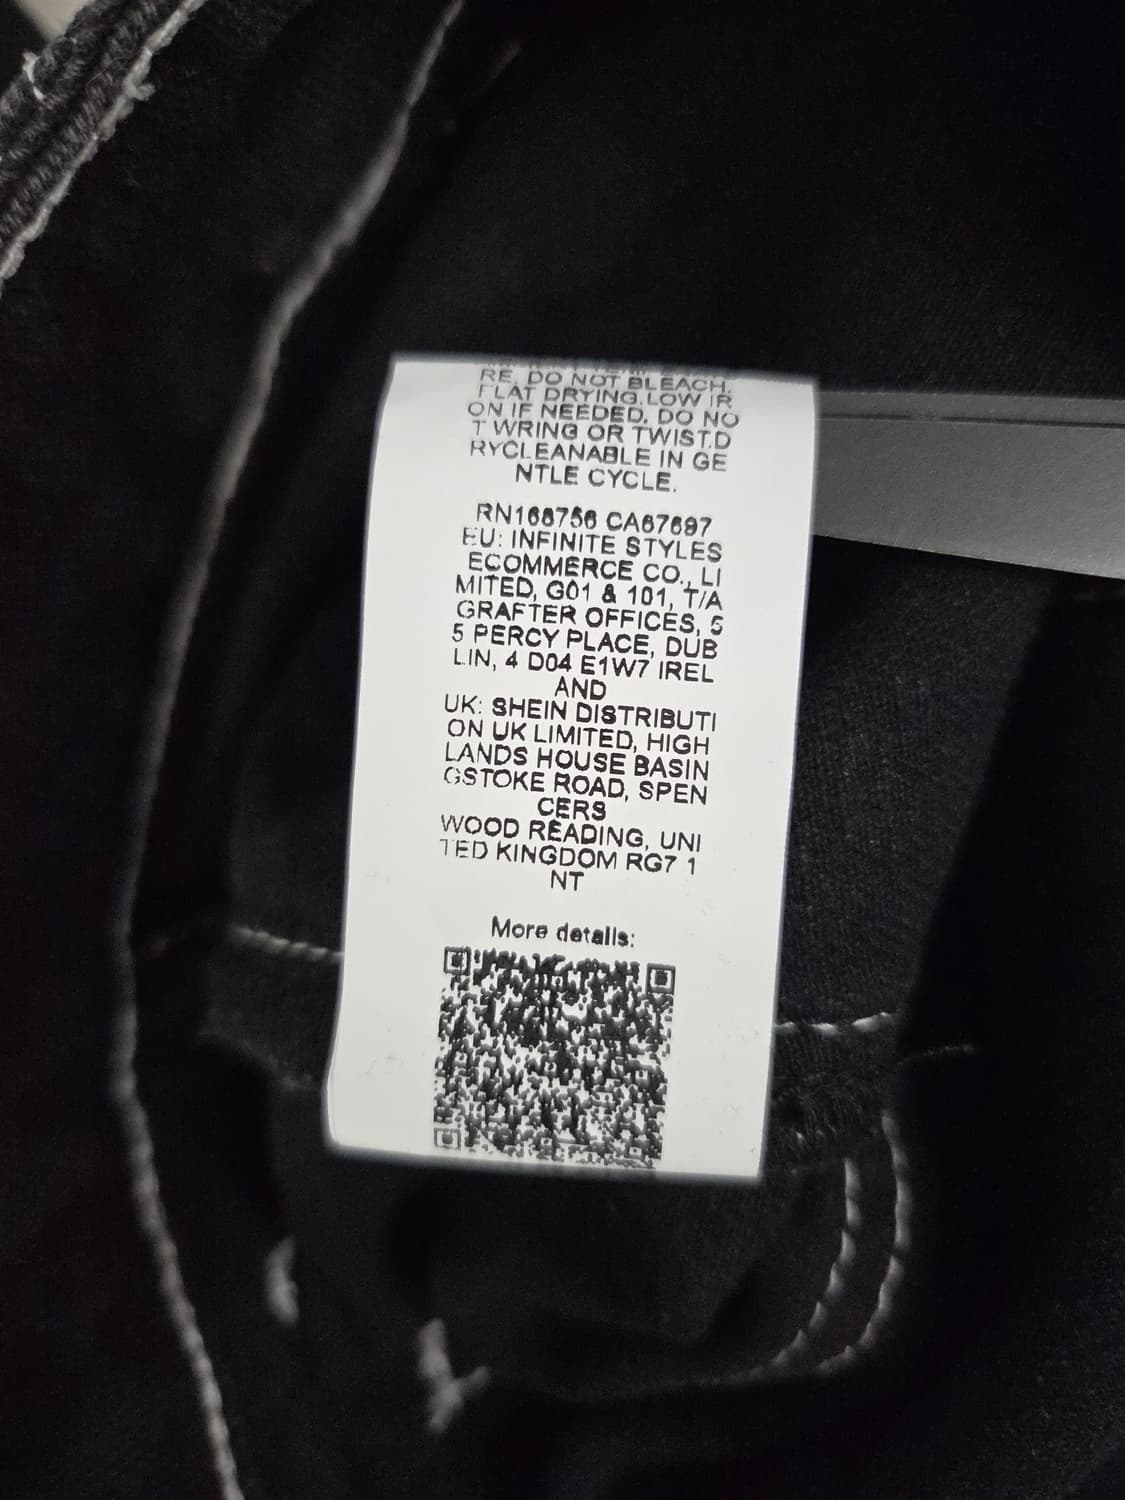 RE. DO NOT BLEACH.
FLAT DRYING.LOW IR
ON IF NEEDED. DO NO
T WRING OR TWIST.D
RYCLEANABLE IN GE
NTLE CYCLE.
RN168756 CA67697
EU: INFINITE STYLES
ECOMMERCE CO., LI
MITED, G01 & 101, T/A
GRAFTER OFFICES, 5
5 PERCY PLACE, DUB
LIN, 4 D04 E1W7 IREL
AND
UK: SHEIN DISTRIBUTI
ON UK LIMITED, HIGH
LANDS HOUSE BASIN
GSTOKE ROAD, SPEN
CERS
WOOD READING, UNI
TED KINGDOM RG7 1
NT
More details: